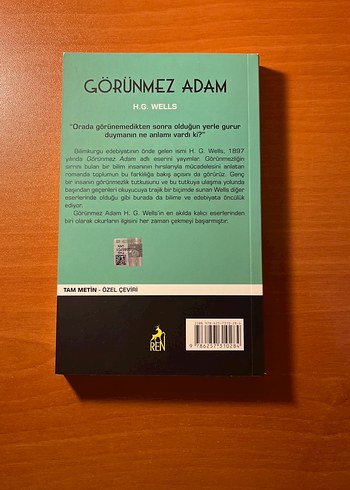 GÖRÜNMEZ ADAM
H.G. WELLS
"Orada görünemedikten sonra olduğun yerle gurur
duymanın ne anlamı vardı ki?"
Bilimkurgu edebiyatının önde gelen ismi H. G. Wells, 1897
yılında Görünmez Adam adlı eserini yayımlar. Görünmezliğin
sırrını bulan bir bilim insanının hırslarıyla mücadelesini anlatan
romanda toplumun bu farklılığa bakış açısını da görürüz. Genç
bir insanın görünmezlik tutkusunu ve bu tutkuya ulaşma yolunda
başından geçenleri okuyucuya trajik bir biçimde sunan Wells diğer
eserlerinde olduğu gibi burada da bilime ve edebiyata öncülük
ediyor.
Görünmez Adam H. G. Wells'in en akılda kalıcı eserlerinden
biri olarak okurların ilgisini her zaman çekmeyi başarmıştır.
TAM METİN - ÖZEL ÇEVİRİ
REN
9 786257 310284